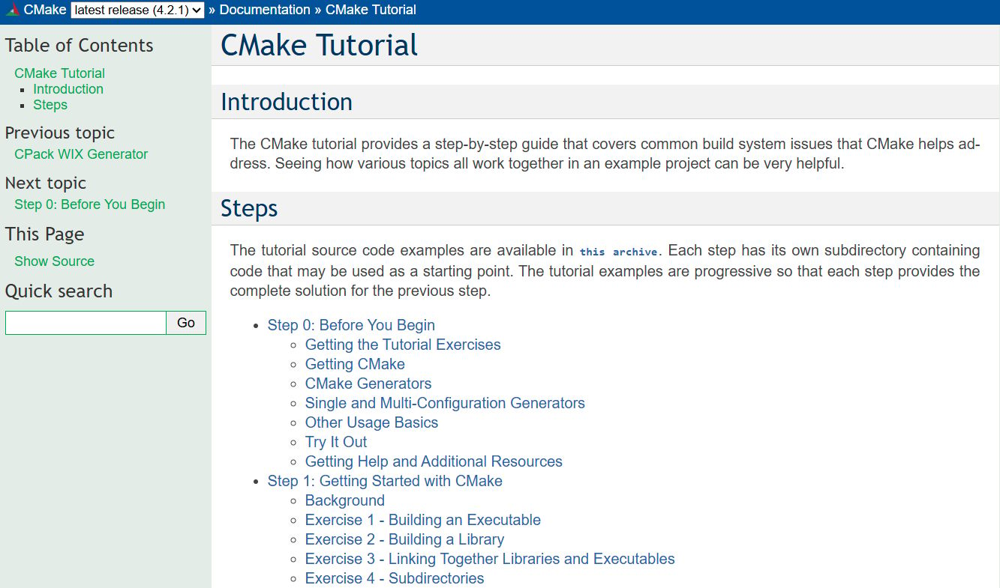 CMake latest release (4.2.1) » Documentation » CMake Tutorial
Table of Contents
CMake Tutorial
Introduction
Steps
Previous topic
CPack WIX Generator
Next topic
Step 0: Before You Begin
This Page
Show Source
Quick search
Go
CMake Tutorial
Introduction
The CMake tutorial provides a step-by-step guide that covers common build system issues that CMake helps ad-
dress. Seeing how various topics all work together in an example project can be very helpful.
Steps
The tutorial source code examples are available in this archive. Each step has its own subdirectory containing
code that may be used as a starting point. The tutorial examples are progressive so that each step provides the
complete solution for the previous step.
• Step 0: Before You Begin
◦ Getting the Tutorial Exercises
◦ Getting CMake
◦ CMake Generators
◦ Single and Multi-Configuration Generators
◦ Other Usage Basics
◦ Try It Out
◦ Getting Help and Additional Resources
• Step 1: Getting Started with CMake
◦ Background
◦ Exercise 1 - Building an Executable
◦ Exercise 2 - Building a Library
◦ Exercise 3 - Linking Together Libraries and Executables
◦ Exercise 4 - Subdirectories